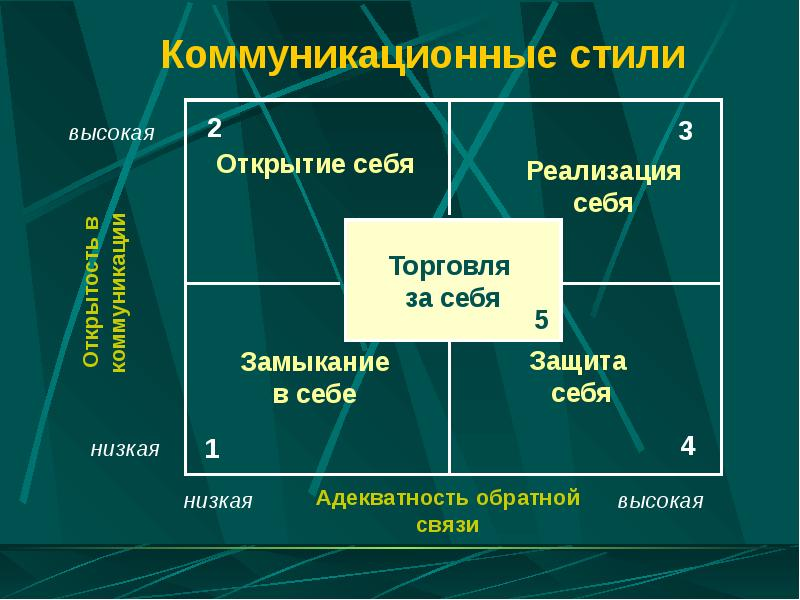 Коммуникационные стили
высокая
2
3
Открытие себя
Реализация
себя
Открытость в
коммуникации
Торговля
за себя
5
Замыкание
в себе
Защита
себя
низкая
1
4
низкая
Адекватность обратной
связи
высокая